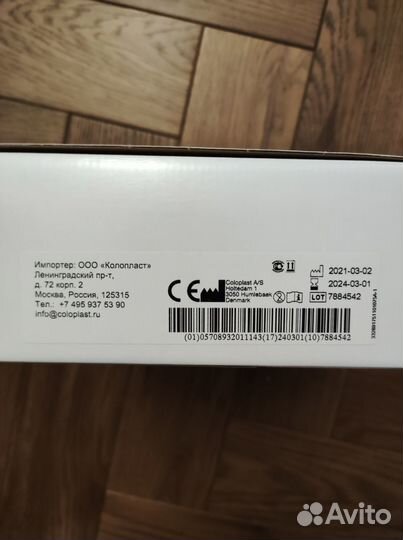 Импортер: ООО «Колопласт»
Ленинградский пр-т,
д. 72 корп. 2
Москва, Россия, 125315
Тел.: +7 495 937 53 90
info@coloplast.ru
CE
Coloplast A/S
Holtedam 1
3050 Humlebaek
Denmark
2021-03-02
2024-03-01
LOT 7884542
(01)05708932011143(17)240301(10)7884542
Avito